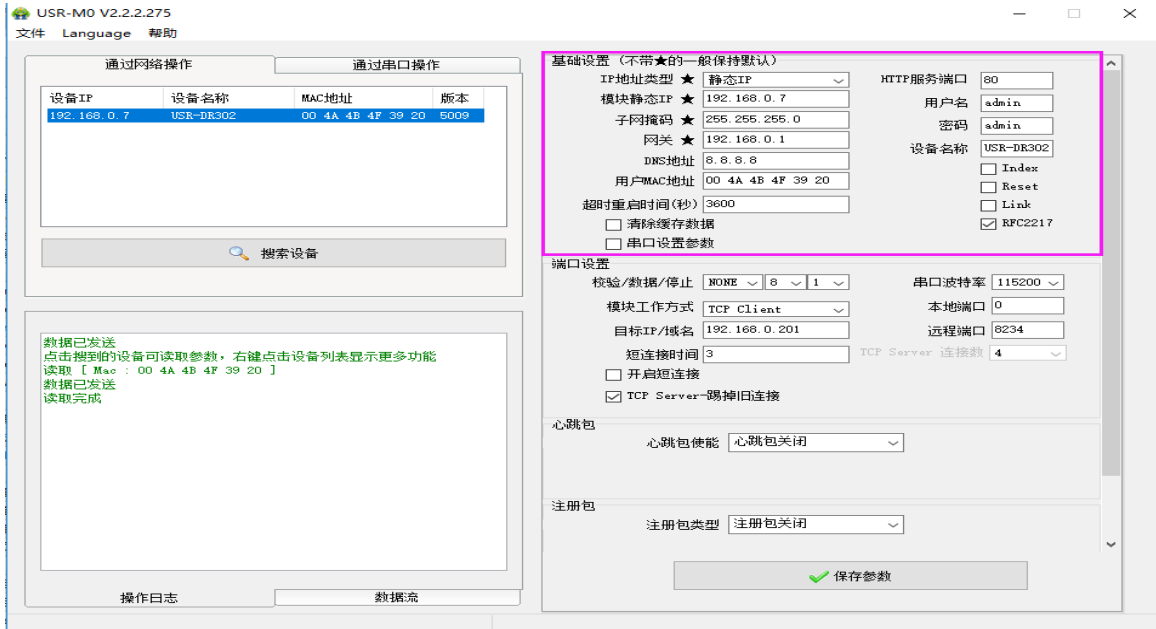 USR-M0 V2.2.2.275
文件 Language 帮助
通过网络操作 通过串口操作
设备IP 设备名称 MAC地址 版本
192.168.0.7 USR-DR302 00 4A 4B 4F 39 20 5009
搜索设备
数据已发送
点击搜到的设备可读取参数，右键点击设备列表显示更多功能
读取 [ Mac : 00 4A 4B 4F 39 20 ]
数据已发送
读取完成
操作日志 数据流
基础设置（不带★的一般保持默认）
IP地址类型 ★ 静态IP HTTP服务端口 80
模块静态IP ★ 192.168.0.7 用户名 admin
子网掩码 ★ 255.255.255.0 密码 admin
网关 ★ 192.168.0.1 设备名称 USR-DR302
DNS地址 8.8.8.8 Index
用户MAC地址 00 4A 4B 4F 39 20 Reset
超时重启时间(秒) 3600 Link
清除缓存数据 RFC2217
串口设置参数
端口设置
校验/数据/停止 NONE 8 1 串口波特率 115200
模块工作方式 TCP Client 本地端口 0
目标IP/域名 192.168.0.201 远程端口 8234
短连接时间 3 TCP Server 连接数 4
开启短连接
TCP Server-踢掉旧连接
心跳包
心跳包使能 心跳包关闭
注册包
注册包类型 注册包关闭
保存参数